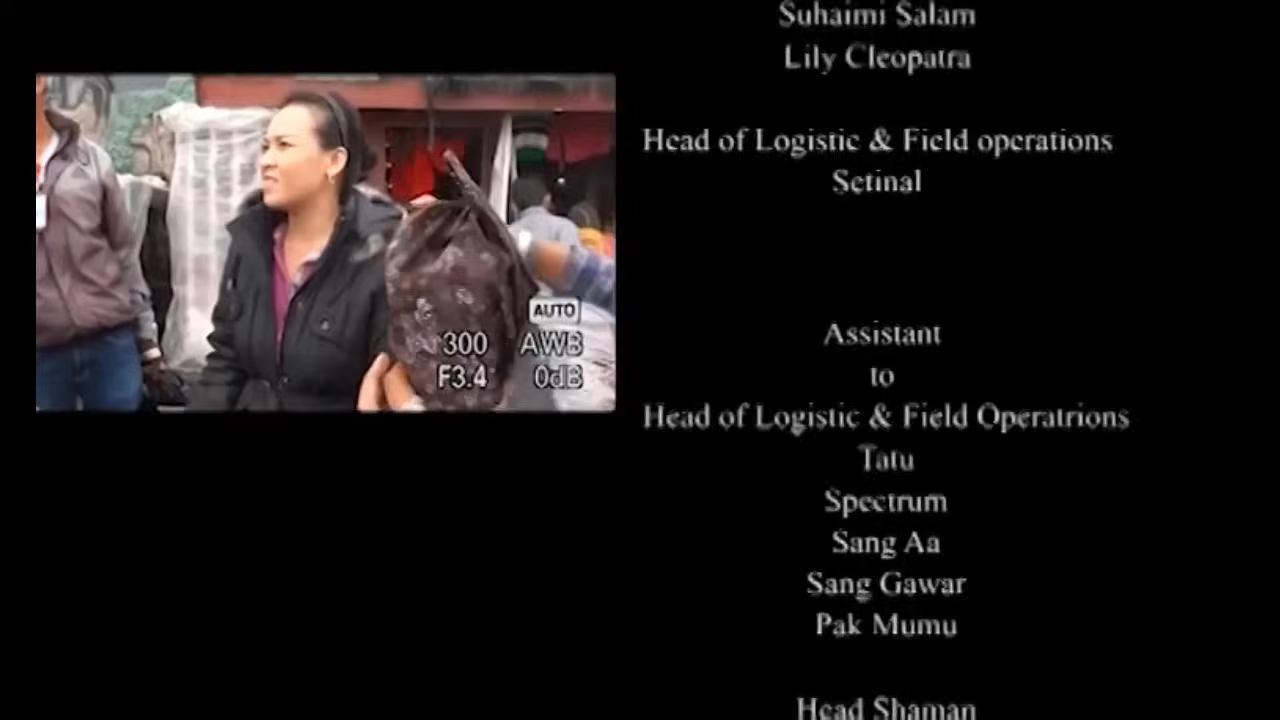 Suhaimi Salam
Lily Cleopatra
Head of Logistic & Field operations
Setinal
AUTO
300 AWB
F3.4 0dB
Assistant
to
Head of Logistic & Field Operatrions
Tatu
Spectrum
Sang Aa
Sang Gawar
Pak Mumu
Head Shaman